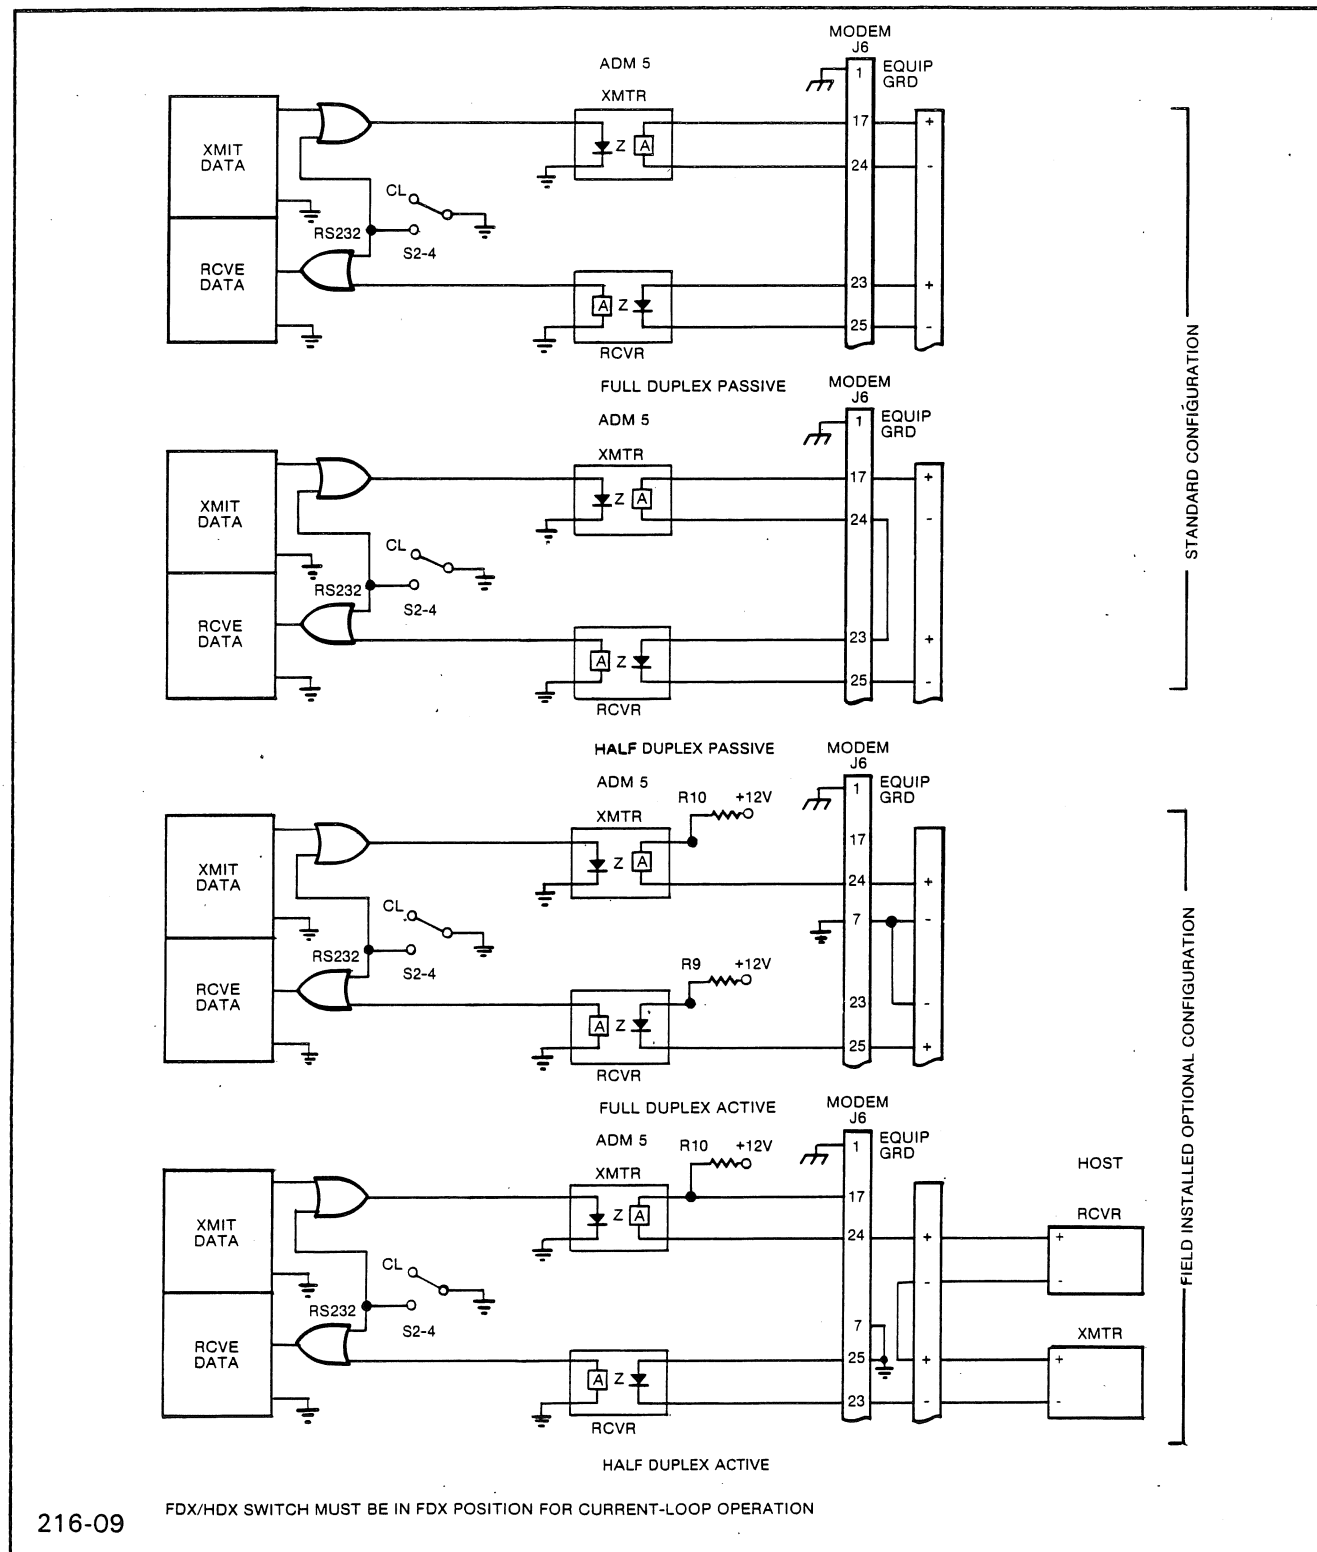 MODEM
J6
ADM 5
1
EQUIP
GRD
XMTR
17
+
XMIT
DATA
Z
A
24
-
CL
RS232
S2-4
RCVE
DATA
23
+
A
Z
25
-
RCVR
FULL DUPLEX PASSIVE
STANDARD CONFIGURATION
MODEM
J6
ADM 5
1
EQUIP
GRD
XMTR
17
+
XMIT
DATA
Z
A
24
-
CL
RS232
S2-4
RCVE
DATA
23
+
A
Z
25
-
RCVR
HALF DUPLEX PASSIVE
MODEM
J6
ADM 5
1
EQUIP
GRD
R10
+12V
XMTR
17
XMIT
DATA
Z
A
24
+
CL
7
-
RS232
S2-4
R9
+12V
RCVE
DATA
23
-
A
Z
25
+
RCVR
FULL DUPLEX ACTIVE
FIELD INSTALLED OPTIONAL CONFIGURATION
MODEM
J6
ADM 5
R10
+12V
1
EQUIP
GRD
HOST
XMTR
17
RCVR
XMIT
DATA
Z
A
24
+
+
CL
-
-
RS232
S2-4
7
XMTR
RCVE
DATA
25
+
+
A
Z
23
-
-
RCVR
HALF DUPLEX ACTIVE
FDX/HDX SWITCH MUST BE IN FDX POSITION FOR CURRENT-LOOP OPERATION
216-09